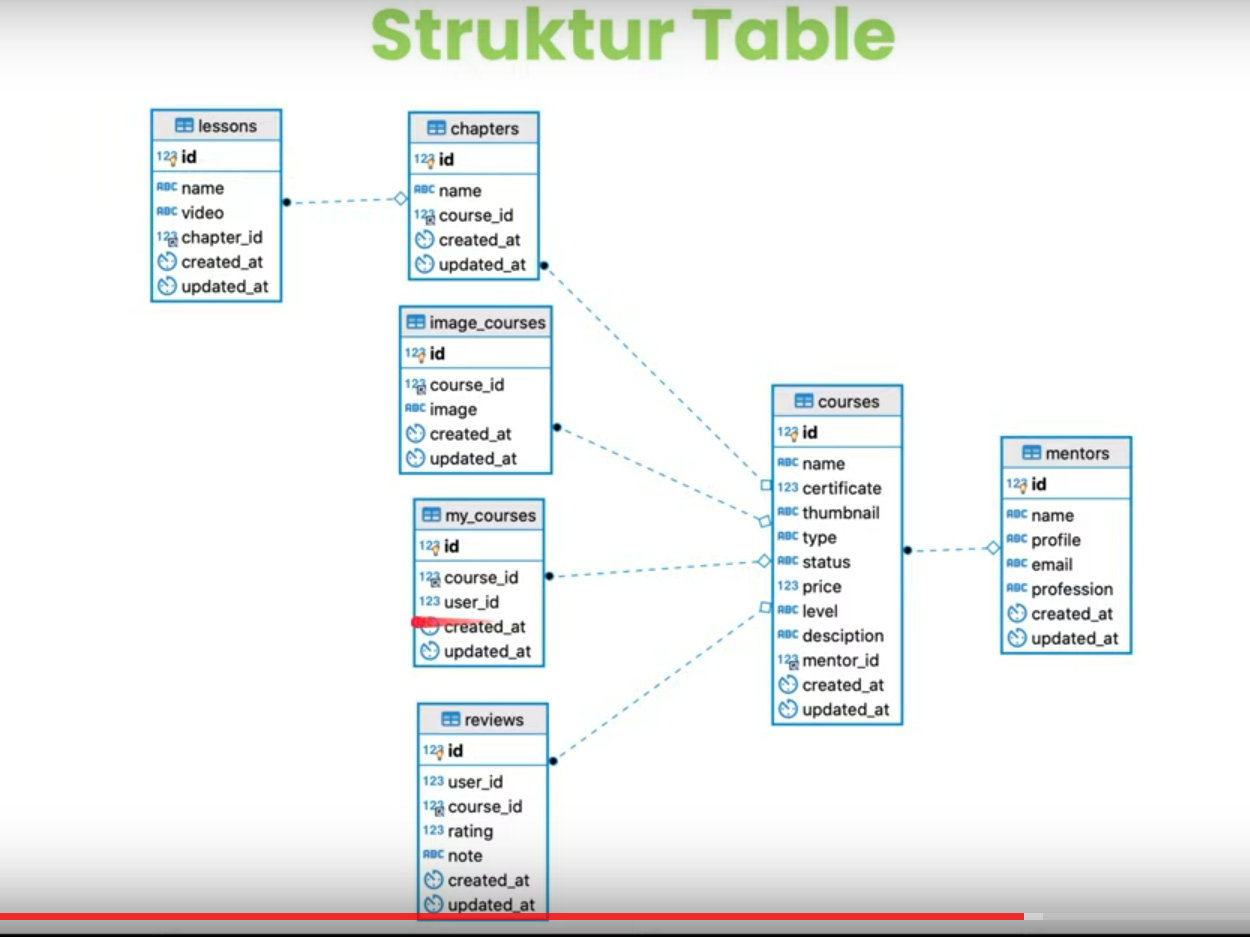 Struktur Table
lessons
123 id
ABC name
ABC video
123 chapter_id
created_at
updated_at
chapters
123 id
ABC name
123 course_id
created_at
updated_at
image_courses
123 id
123 course_id
ABC image
created_at
updated_at
my_courses
123 id
123 course_id
123 user_id
created_at
updated_at
reviews
123 id
123 user_id
123 course_id
123 rating
ABC note
created_at
updated_at
courses
123 id
ABC name
123 certificate
ABC thumbnail
ABC type
ABC status
123 price
ABC level
ABC desciption
123 mentor_id
created_at
updated_at
mentors
123 id
ABC name
ABC profile
ABC email
ABC profession
created_at
updated_at